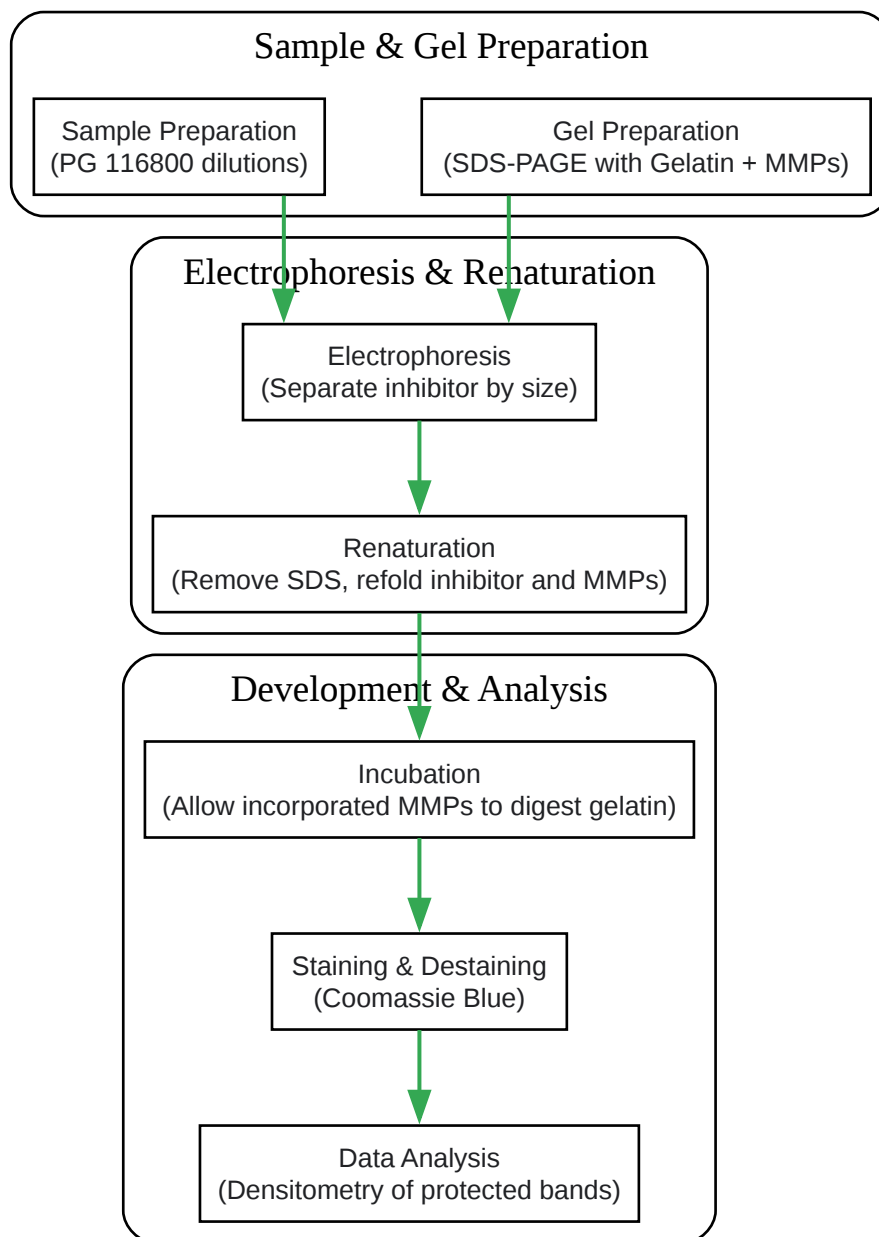 Sample & Gel Preparation
Sample Preparation
(PG 116800 dilutions)
Gel Preparation
(SDS-PAGE with Gelatin + MMPs)
Electrophoresis & Renaturation
Electrophoresis
(Separate inhibitor by size)
Renaturation
(Remove SDS, refold inhibitor and MMPs)
Development & Analysis
Incubation
(Allow incorporated MMPs to digest gelatin)
Staining & Destaining
(Coomassie Blue)
Data Analysis
(Densitometry of protected bands)